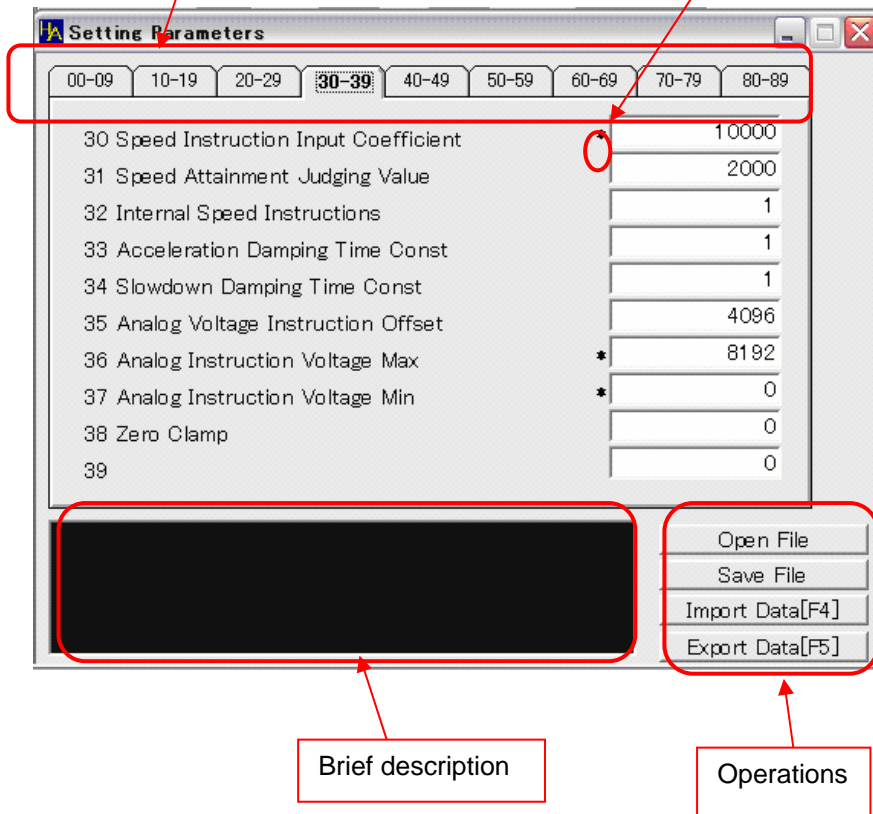 HA Setting Parameters
00-09 10-19 20-29 30-39 40-49 50-59 60-69 70-79 80-89
30 Speed Instruction Input Coefficient * 10000
31 Speed Attainment Judging Value 2000
32 Internal Speed Instructions 1
33 Acceleration Damping Time Const 1
34 Slowdown Damping Time Const 1
35 Analog Voltage Instruction Offset 4096
36 Analog Instruction Voltage Max * 8192
37 Analog Instruction Voltage Min * 0
38 Zero Clamp 0
39 0
Open File
Save File
Import Data[F4]
Export Data[F5]
Brief description
Operations